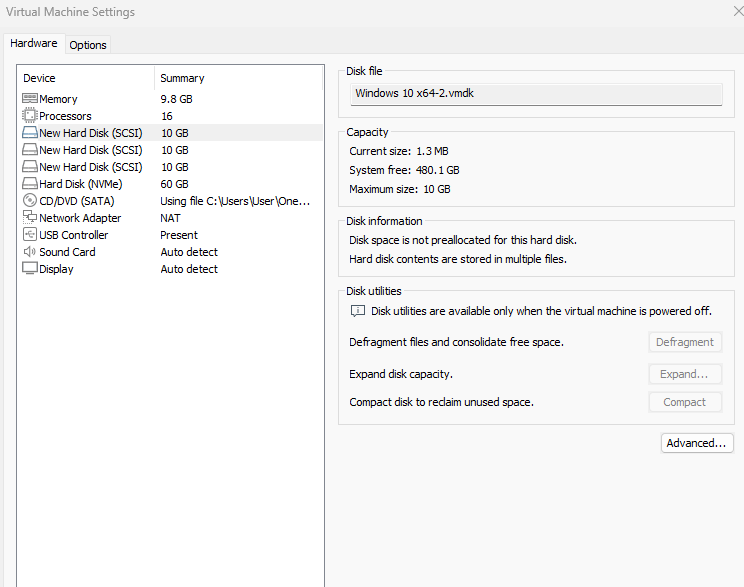 Virtual Machine Settings
Hardware Options
Device Summary
Memory 9.8 GB
Processors 16
New Hard Disk (SCSI) 10 GB
New Hard Disk (SCSI) 10 GB
New Hard Disk (SCSI) 10 GB
Hard Disk (NVMe) 60 GB
CD/DVD (SATA) Using file C:\Users\User\One...
Network Adapter NAT
USB Controller Present
Sound Card Auto detect
Display Auto detect
Disk file
Windows 10 x64-2.vmdk
Capacity
Current size: 1.3 MB
System free: 480.1 GB
Maximum size: 10 GB
Disk information
Disk space is not preallocated for this hard disk.
Hard disk contents are stored in multiple files.
Disk utilities
Disk utilities are available only when the virtual machine is powered off.
Defragment files and consolidate free space. Defragment
Expand disk capacity. Expand...
Compact disk to reclaim unused space. Compact
Advanced...